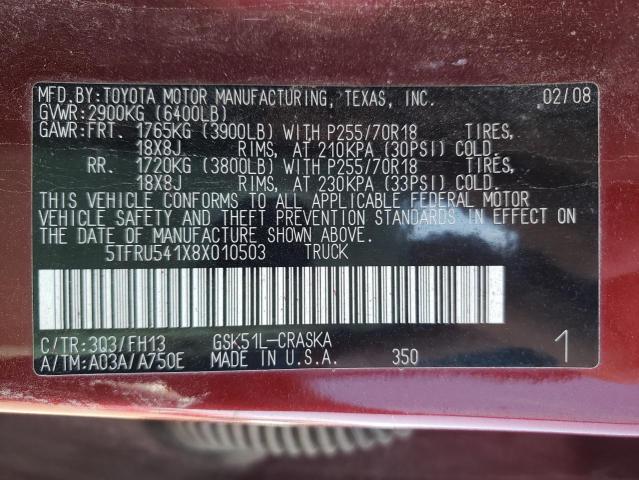 MFD.BY:TOYOTA MOTOR MANUFACTURING, TEXAS, INC. 02/08
GVWR:2900KG (6400LB)
GAWR:FRT. 1765KG (3900LB) WITH P255/70R18 TIRES,
18X8J RIMS, AT 210KPA (30PSI) COLD.
RR. 1720KG (3800LB) WITH P255/70R18 TIRES,
18X8J RIMS, AT 230KPA (33PSI) COLD.
THIS VEHICLE CONFORMS TO ALL APPLICABLE FEDERAL MOTOR
VEHICLE SAFETY AND THEFT PREVENTION STANDARDS IN EFFECT ON
THE DATE OF MANUFACTURE SHOWN ABOVE.
5TFRU541X8X010503 TRUCK
C/TR:3Q3/FH13 GSK51L-CRASKA
A/TM:A03A/A750E MADE IN U.S.A. 350 1